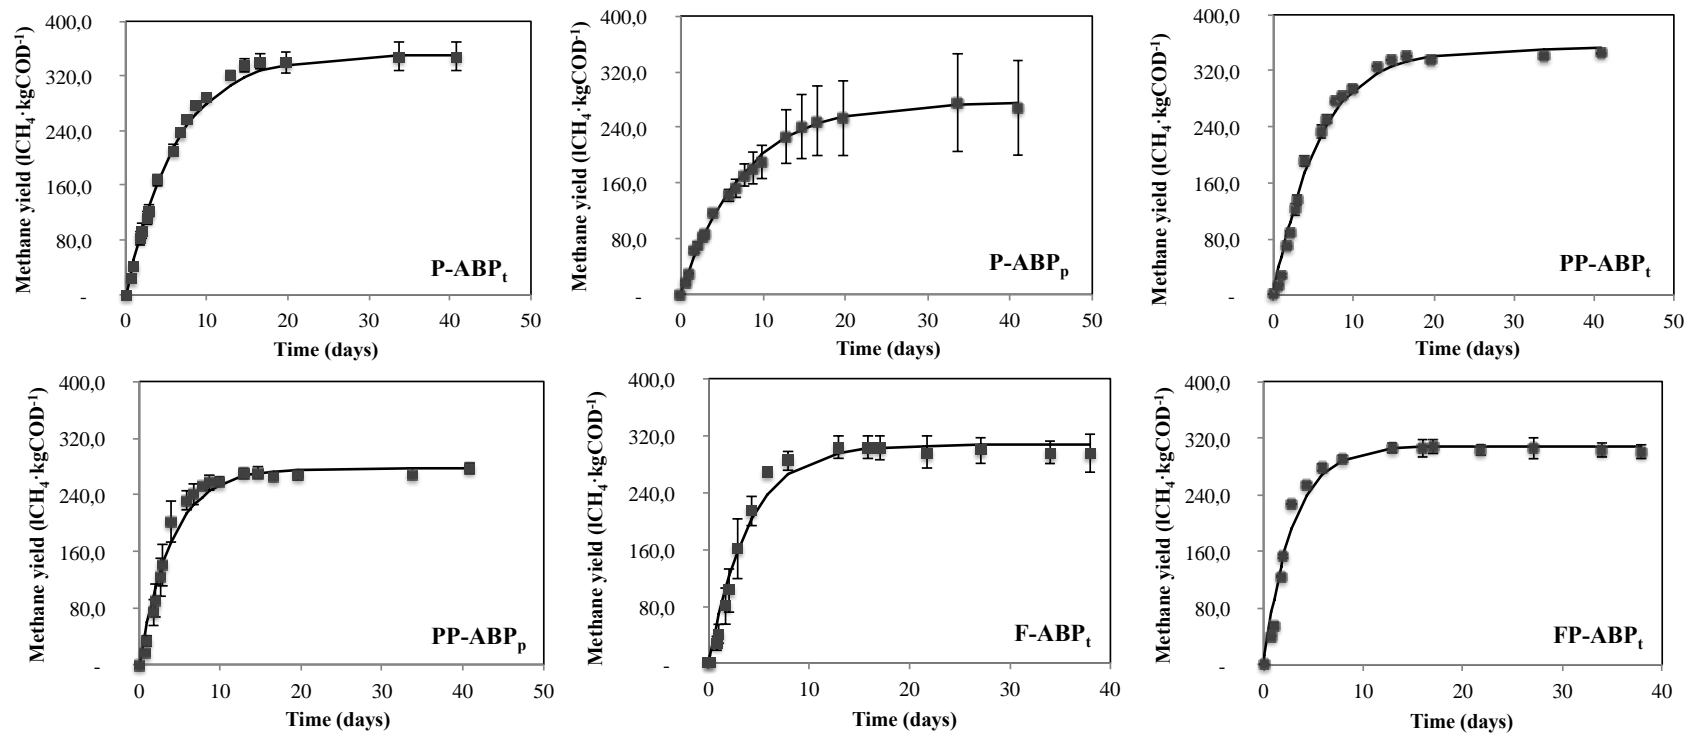 400,0
320,0
240,0
160,0
80,0
-
Methane yield (lCH4·kgCOD-1)
0 10 20 30 40 50
Time (days)
P-ABPt
400,0
320,0
240,0
160,0
80,0
-
Methane yield (lCH4·kgCOD-1)
0 10 20 30 40 50
Time (days)
P-ABPp
400,0
320,0
240,0
160,0
80,0
-
Methane yield (lCH4·kgCOD-1)
0 10 20 30 40 50
Time (days)
PP-ABPt
400,0
320,0
240,0
160,0
80,0
-
Methane yield (lCH4·kgCOD-1)
0 10 20 30 40 50
Time (days)
PP-ABPp
400,0
320,0
240,0
160,0
80,0
-
Methane yield (lCH4·kgCOD-1)
0 10 20 30 40
Time (days)
F-ABPt
400,0
320,0
240,0
160,0
80,0
-
Methane yield (lCH4·kgCOD-1)
0 10 20 30 40
Time (days)
FP-ABPt